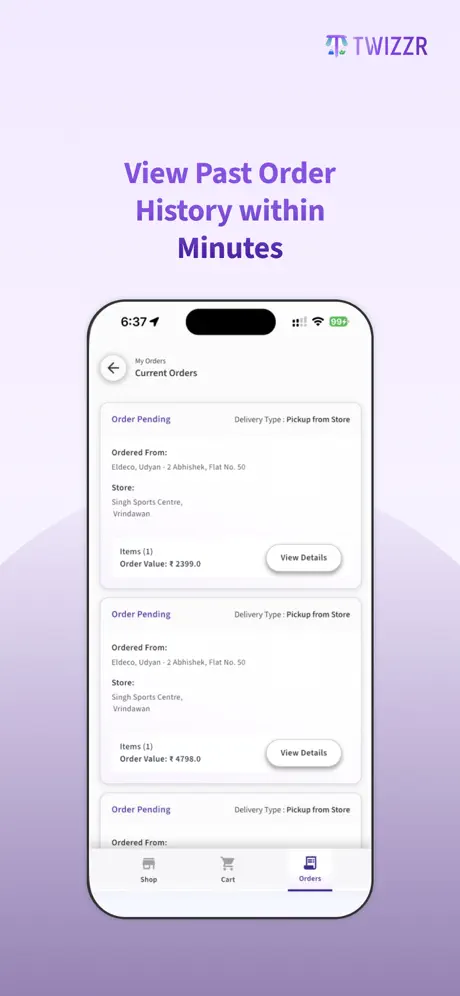 TWIZZR
View Past Order
History within
Minutes
6:37
99+
My Orders
Current Orders
Order Pending
Delivery Type : Pickup from Store
Ordered From:
Eldeco, Udyan - 2 Abhishek, Flat No. 50
Store:
Singh Sports Centre,
Vrindawan
Items (1)
Order Value: ₹ 2399.0
View Details
Order Pending
Delivery Type : Pickup from Store
Ordered From:
Eldeco, Udyan - 2 Abhishek, Flat No. 50
Store:
Singh Sports Centre,
Vrindawan
Items (1)
Order Value: ₹ 4798.0
View Details
Order Pending
Delivery Type : Pickup from Store
Ordered From:
Shop
Cart
Orders